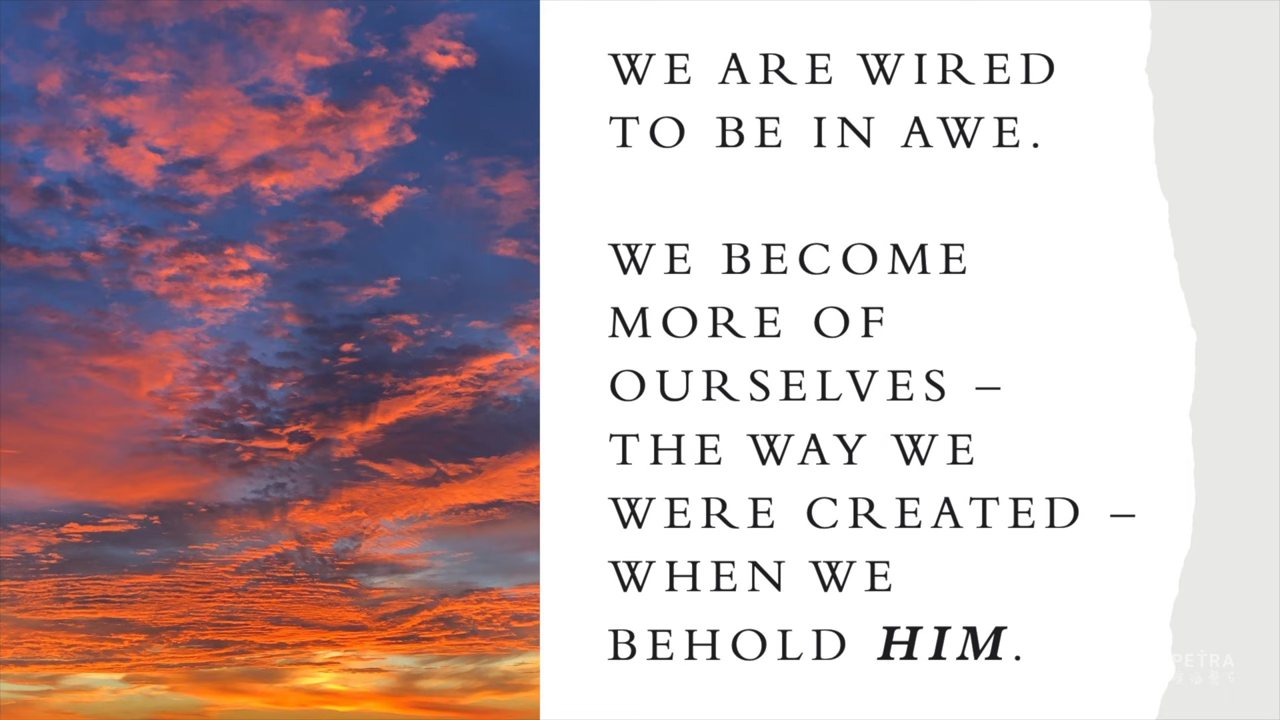 WE ARE WIRED
TO BE IN AWE.
WE BECOME
MORE OF
OURSELVES –
THE WAY WE
WERE CREATED –
WHEN WE
BEHOLD HIM.
PETRA